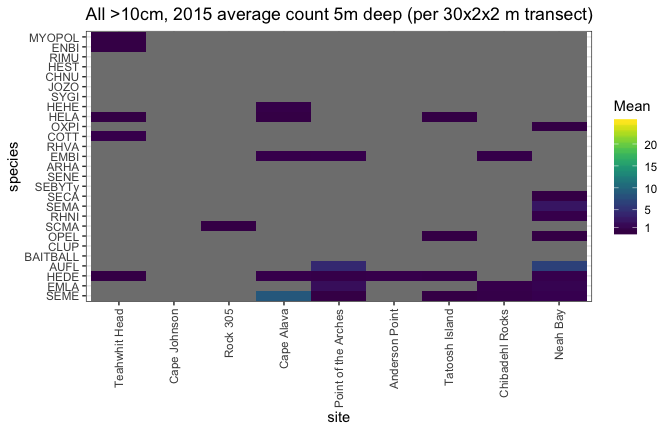 All >10cm, 2015 average count 5m deep (per 30x2x2 m transect)
species
MYOPOL
ENBI
RIMU
HEST
CHNU
JOZO
SYGI
HEHE
HELA
OXPI
COTT
RHVA
EMBI
ARHA
SENE
SEBYTy
SECA
SEMA
RHNI
SCMA
OPEL
CLUP
BAITBALL
AUFL
HEDE
EMLA
SEME
Teahwhit Head
Cape Johnson
Rock 305
Cape Alava
Point of the Arches
Anderson Point
Tatoosh Island
Chibadehl Rocks
Neah Bay
site
Mean
20
15
10
5
1